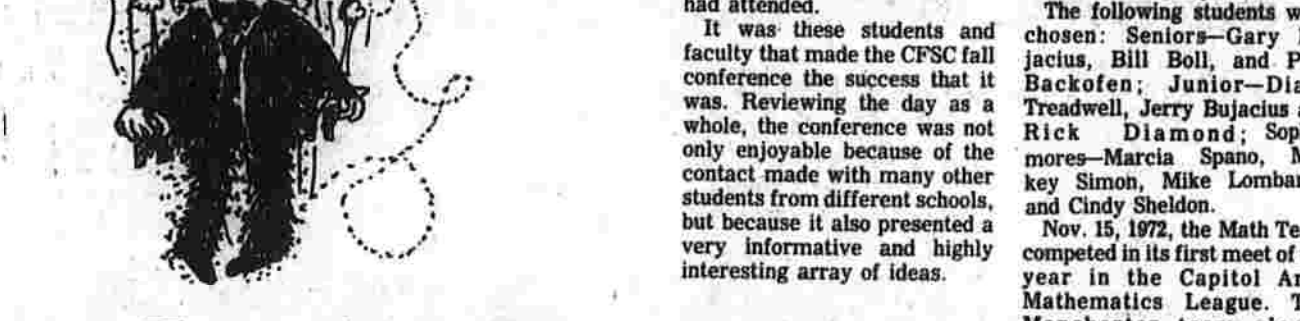 had attended.
It was these students and
faculty that made the CFSC fall
conference the success that it
was. Reviewing the day as a
whole, the conference was not
only enjoyable because of the
contact made with many other
students from different schools,
but because it also presented a
very informative and highly
interesting array of ideas.
The following students
chosen: Seniors—Gary
jacius, Bill Boll, and
Backofen; Junior—
Treadwell, Jerry Bujacius
Rick Diamond;
mores—Marcia Spano,
key Simon, Mike
and Cindy Sheldon.
Nov. 15, 1972, the Math
competed in its first meet of
year in the Capitol
Mathematics League.